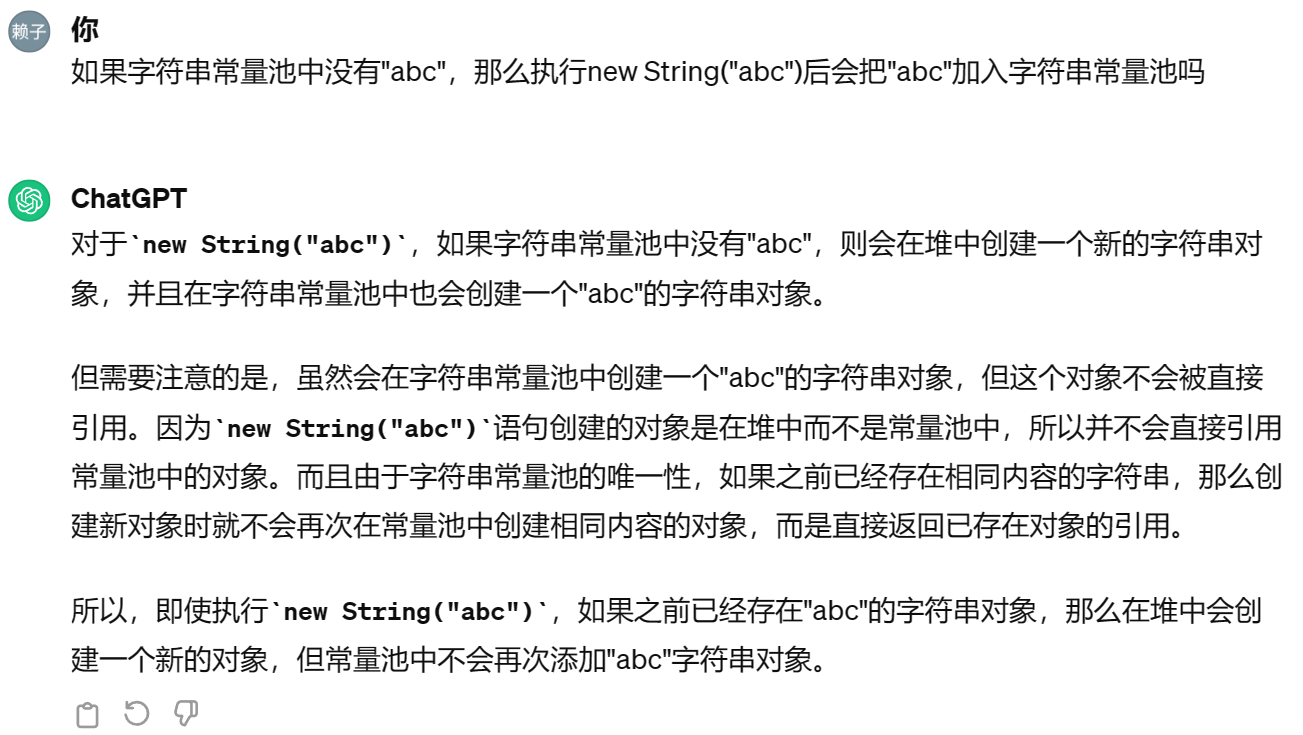 赖子
你
如果字符串常量池中没有"abc"，那么执行new String("abc")后会把"abc"加入字符串常量池吗
ChatGPT
对于`new String("abc")`，如果字符串常量池中没有"abc"，则会在堆中创建一个新的字符串对
象，并且在字符串常量池中也会创建一个"abc"的字符串对象。
但需要注意的是，虽然会在字符串常量池中创建一个"abc"的字符串对象，但这个对象不会被直接
引用。因为`new String("abc")`语句创建的对象是在堆中而不是常量池中，所以并不会直接引用
常量池中的对象。而且由于字符串常量池的唯一性，如果之前已经存在相同内容的字符串，那么创
建新对象时就不会再次在常量池中创建相同内容的对象，而是直接返回已存在对象的引用。
所以，即使执行`new String("abc")`，如果之前已经存在"abc"的字符串对象，那么在堆中会创
建一个新的对象，但常量池中不会再次添加"abc"字符串对象。